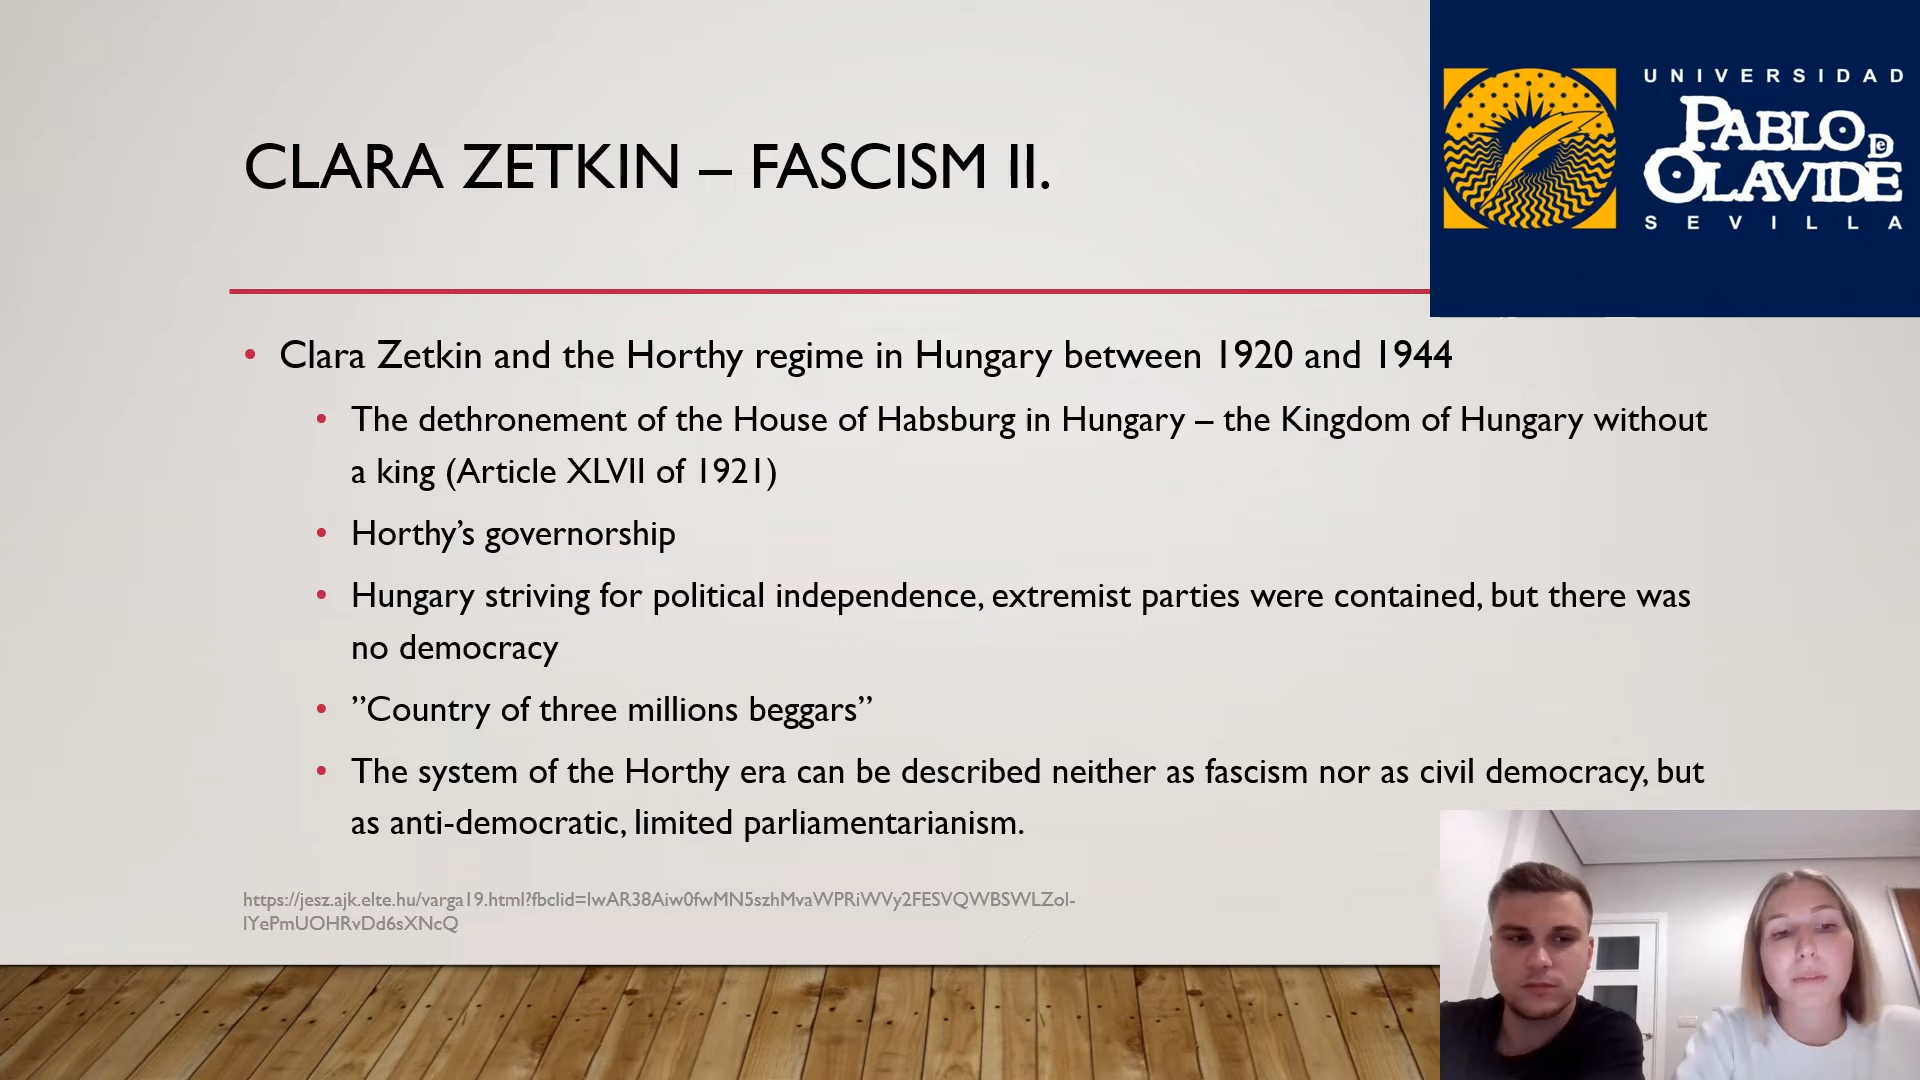 CLARA ZETKIN – FASCISM II.
UNIVERSIDAD
PABLO DE
OLAVIDE
SEVILLA
• Clara Zetkin and the Horthy regime in Hungary between 1920 and 1944
• The dethronement of the House of Habsburg in Hungary – the Kingdom of Hungary without
a king (Article XLVII of 1921)
• Horthy’s governorship
• Hungary striving for political independence, extremist parties were contained, but there was
no democracy
• ”Country of three millions beggars”
• The system of the Horthy era can be described neither as fascism nor as civil democracy, but
as anti-democratic, limited parliamentarianism.
https://jesz.ajk.elte.hu/varga19.html?fbclid=IwAR38Aiw0fwMN5szhMvaWPRiWVy2FESVQWBSWLZol-
lYePmUOHRvDd6sXNcQ